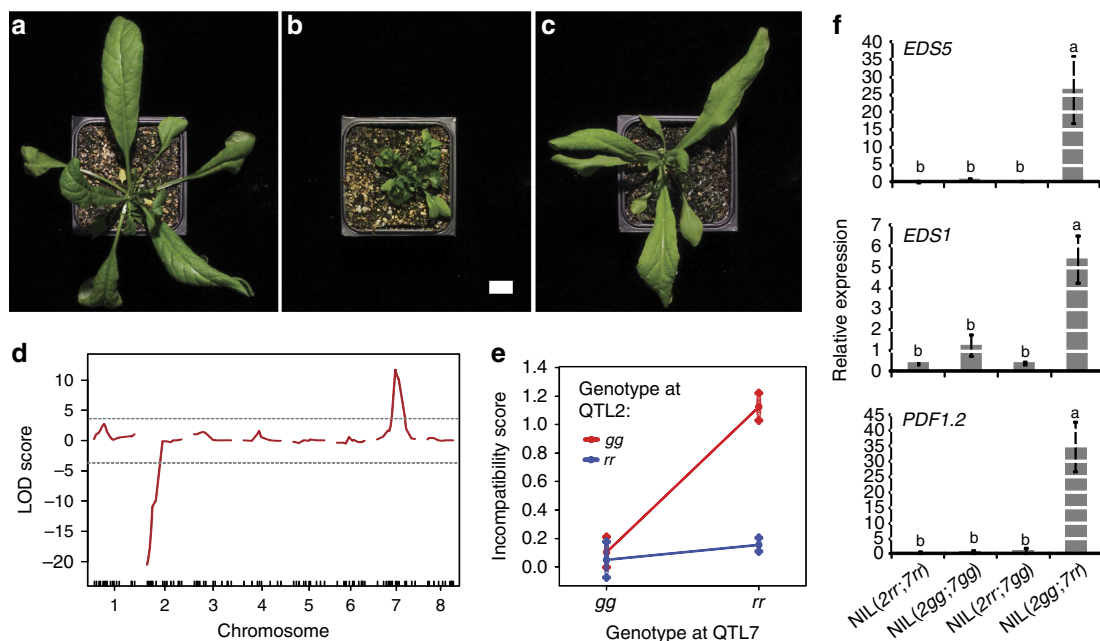 a
b
c
d
LOD score
10
5
0
−5
−10
−15
−20
1 2 3 4 5 6 7 8
Chromosome
e
Incompatibility score
1.4
1.2
1.0
0.8
0.6
0.4
0.2
0.0
Genotype at
QTL2:
gg
rr
gg rr
Genotype at QTL7
f
Relative expression
EDS5
40
35
30
25
20
15
10
5
0
b b b a
EDS1
7
6
5
4
3
2
1
0
b b b a
PDF1.2
45
40
35
30
25
20
15
10
5
0
b b b a
NIL(2rr;7rr)
NIL(2gg;7gg)
NIL(2rr;7gg)
NIL(2gg;7rr)